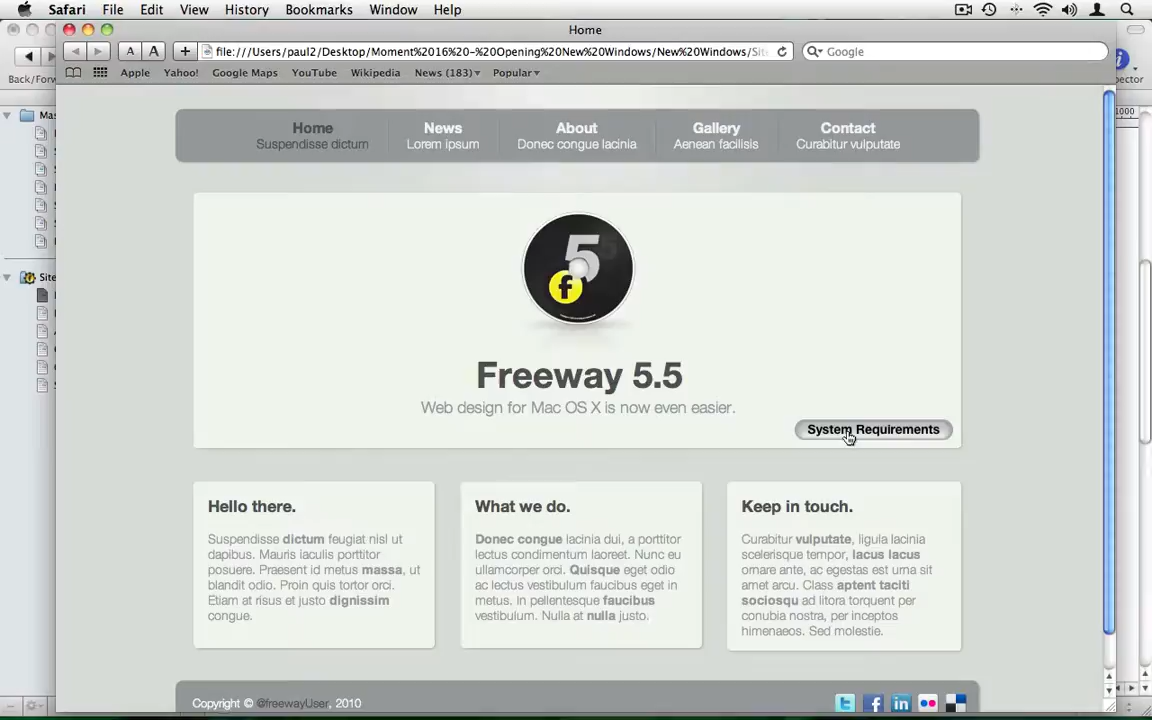 Safari File Edit View History Bookmarks Window Help
Home
A A + file:///Users/paul2/Desktop/Moment%2016%20-%20Opening%20New%20Windows/New%20Windows/Sit Google
Back/Forw
Apple Yahoo! Google Maps YouTube Wikipedia News (183) Popular
pector
1000
Mas
Site
Home News About Gallery Contact
Suspendisse dictum Lorem ipsum Donec congue lacinia Aenean facilisis Curabitur vulputate
5
f
Freeway 5.5
Web design for Mac OS X is now even easier.
System Requirements
Hello there.
Suspendisse dictum feugiat nisl ut
dapibus. Mauris iaculis porttitor
posuere. Praesent id metus massa, ut
blandit odio. Proin quis tortor orci.
Etiam at risus et justo dignissim
congue.
What we do.
Donec congue lacinia dui, a porttitor
lectus condimentum laoreet. Nunc eu
ullamcorper orci. Quisque eget odio
ac lectus vestibulum faucibus eget in
metus. In pellentesque faucibus
vestibulum. Nulla at nulla justo.
Keep in touch.
Curabitur vulputate, ligula lacinia
scelerisque tempor, lacus lacus
ornare ante, ac egestas est urna sit
amet arcu. Class aptent taciti
sociosqu ad litora torquent per
conubia nostra, per inceptos
himenaeos. Sed molestie.
Copyright © @freewayUser, 2010